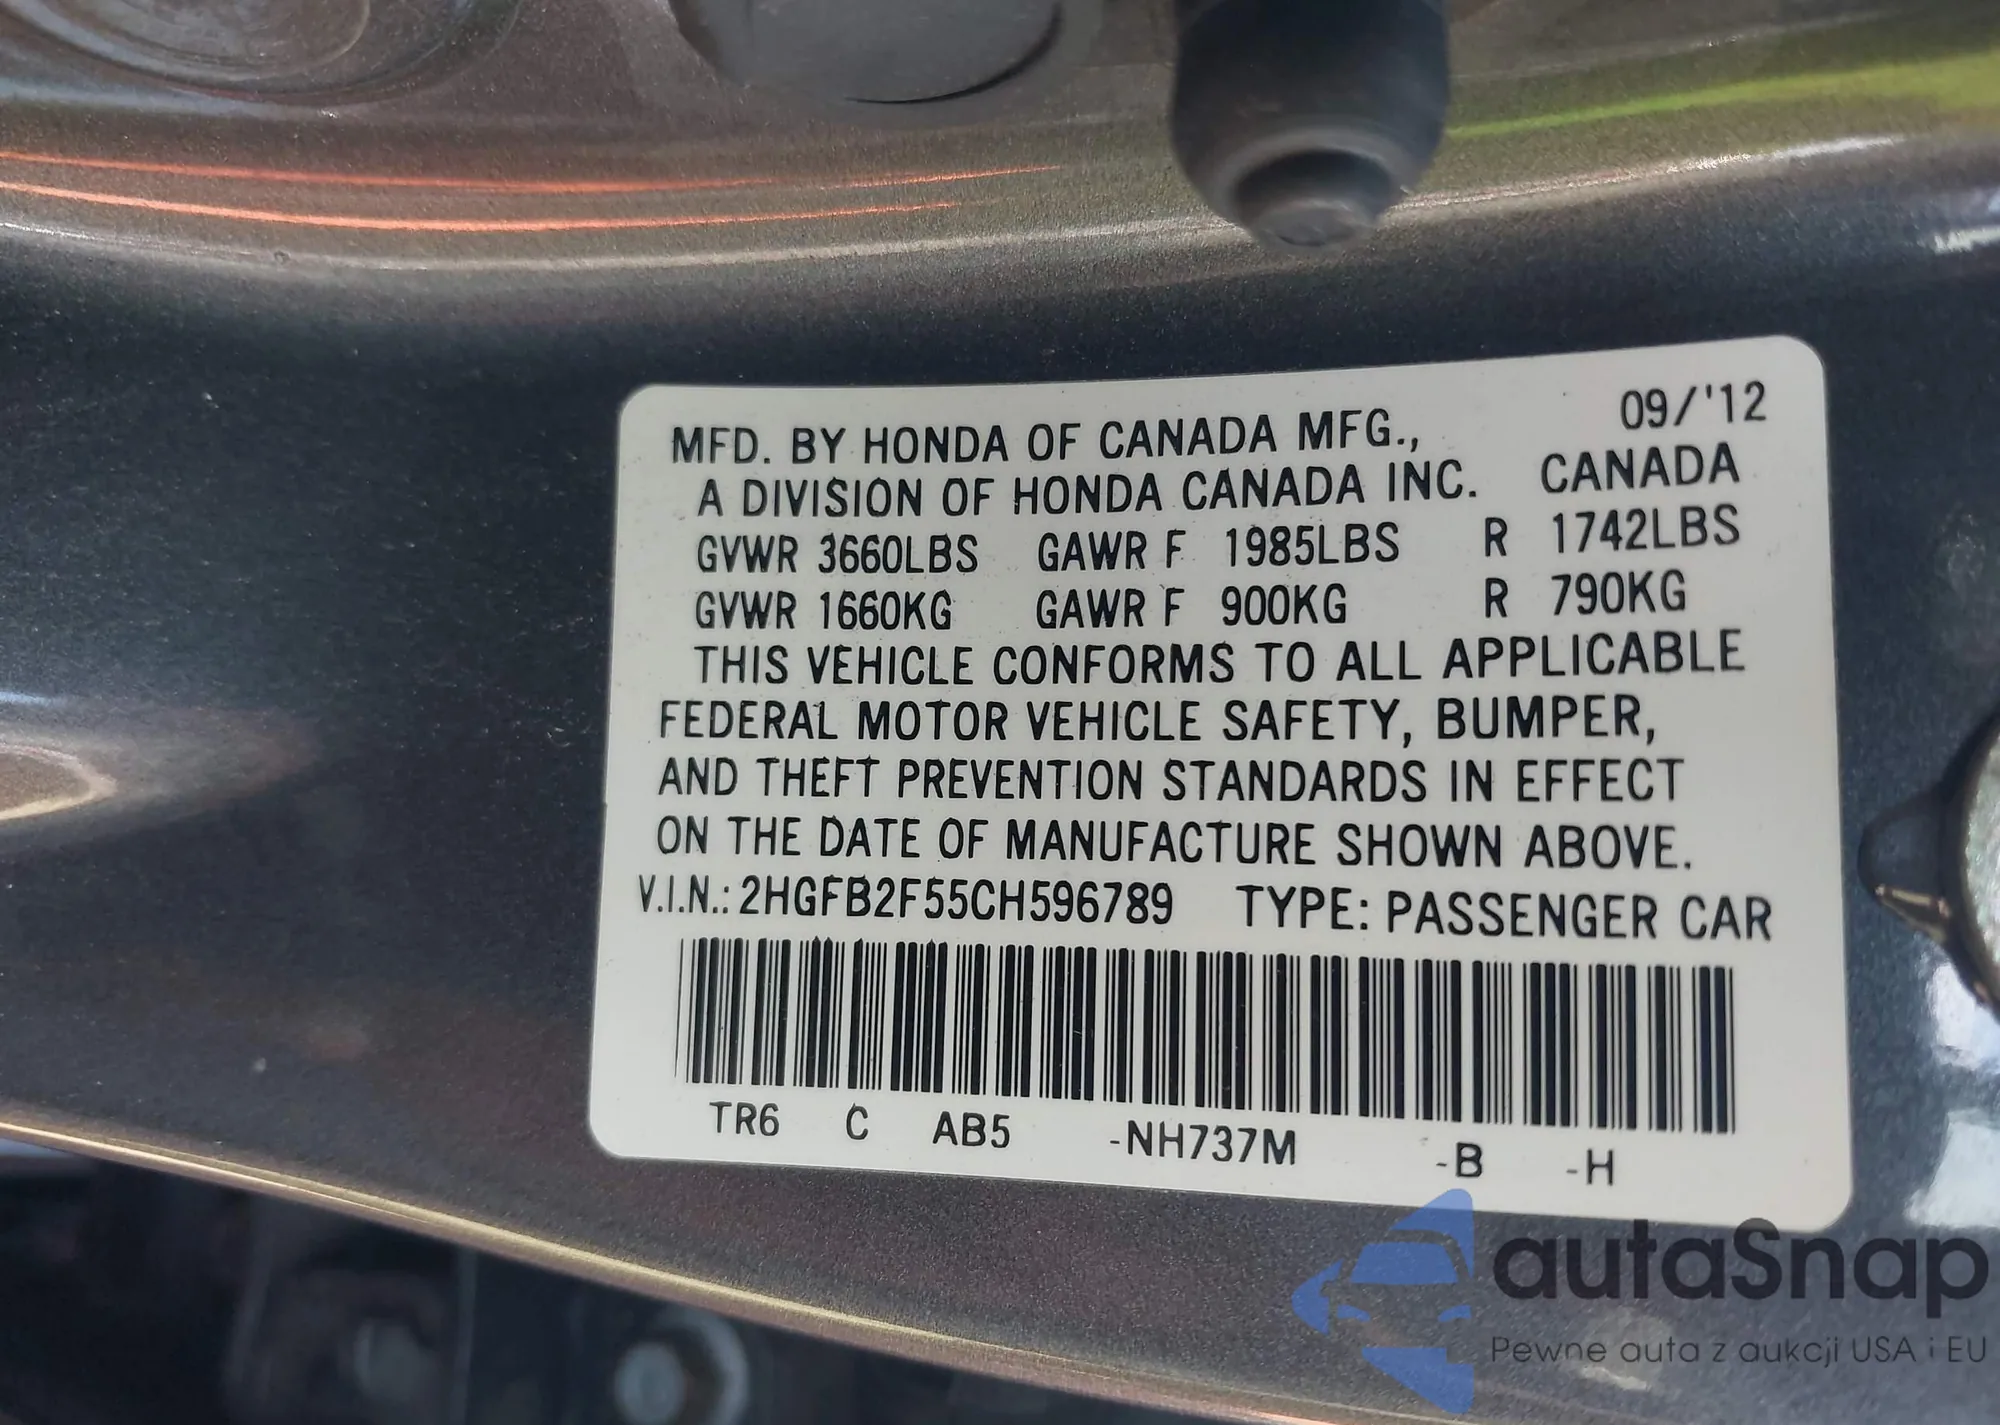 MFD. BY HONDA OF CANADA MFG., 09/'12
A DIVISION OF HONDA CANADA INC. CANADA
GVWR 3660LBS GAWR F 1985LBS R 1742LBS
GVWR 1660KG GAWR F 900KG R 790KG
THIS VEHICLE CONFORMS TO ALL APPLICABLE
FEDERAL MOTOR VEHICLE SAFETY, BUMPER,
AND THEFT PREVENTION STANDARDS IN EFFECT
ON THE DATE OF MANUFACTURE SHOWN ABOVE.
V.I.N.: 2HGFB2F55CH596789 TYPE: PASSENGER CAR
TR6 C AB5 -NH737M -B -H
autaSnap
Pewne auta z aukcji USA i EU